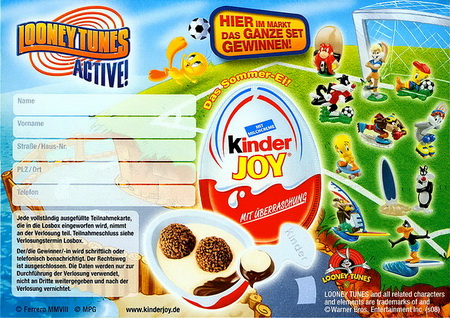 LOONEY TUNES
ACTIVE!
HIER IM MARKT
DAS GANZE SET
GEWINNEN!
Das Sommer-Ei!
Name
Vorname
Straße/Haus-Nr.
PLZ/Ort
Telefon
MIT
MILCHCREME
Kinder
JOY
MIT ÜBERRASCHUNG
Kinder
Jede vollständig ausgefüllte Teilnahmekarte,
die in die Losbox eingeworfen wird, nimmt
an der Verlosung teil. Teilnahmeschluss siehe
Verlosungstermin Losbox.
Der/die Gewinner/-in wird schriftlich oder
telefonisch benachrichtigt. Der Rechtsweg
ist ausgeschlossen. Die Daten werden nur zur
Durchführung der Verlosung verwendet,
nicht an Dritte weitergegeben und nach der
Verlosung vernichtet.
© Ferrero MMVIII © MPG
www.kinderjoy.de
LOONEY TUNES
LOONEY TUNES and all related characters
and elements are trademarks of and
© Warner Bros. Entertainment Inc. (s08)